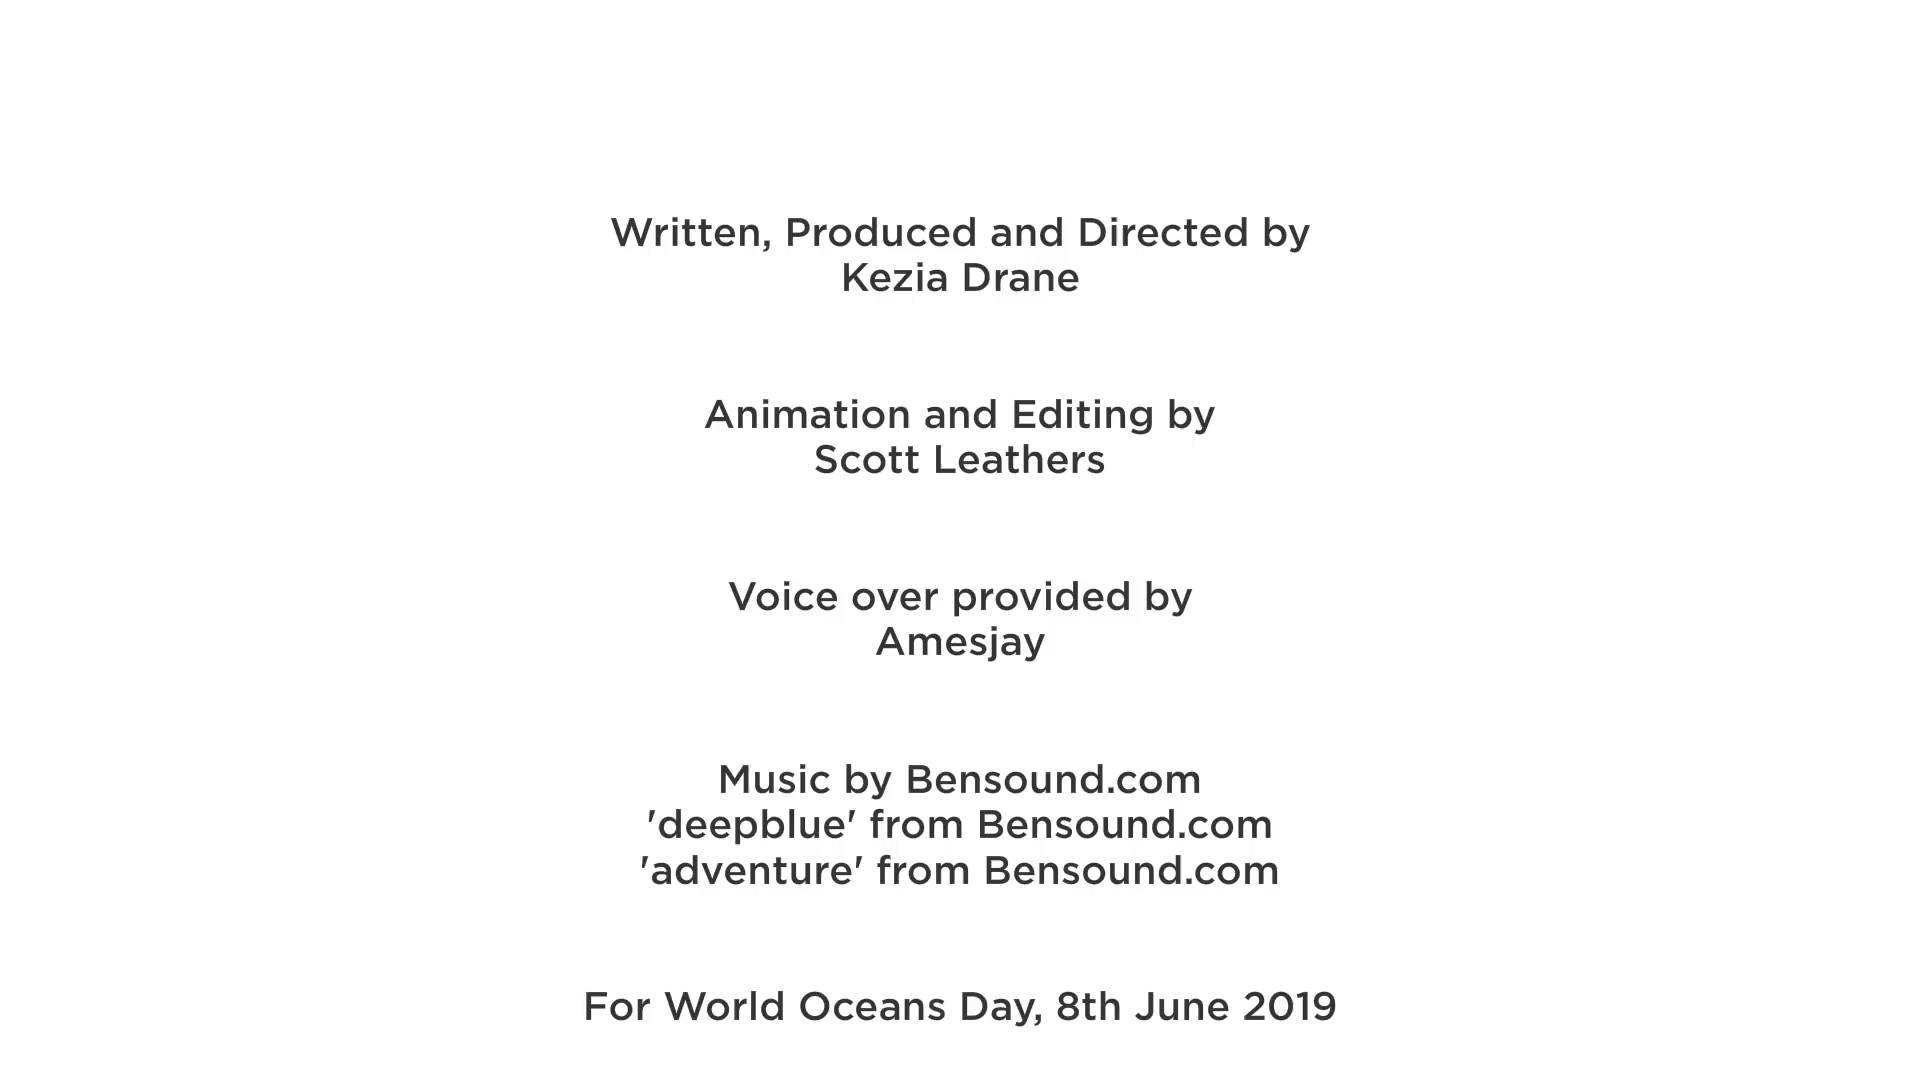 Written, Produced and Directed by
Kezia Drane
Animation and Editing by
Scott Leathers
Voice over provided by
Amesjay
Music by Bensound.com
'deepblue' from Bensound.com
'adventure' from Bensound.com
For World Oceans Day, 8th June 2019